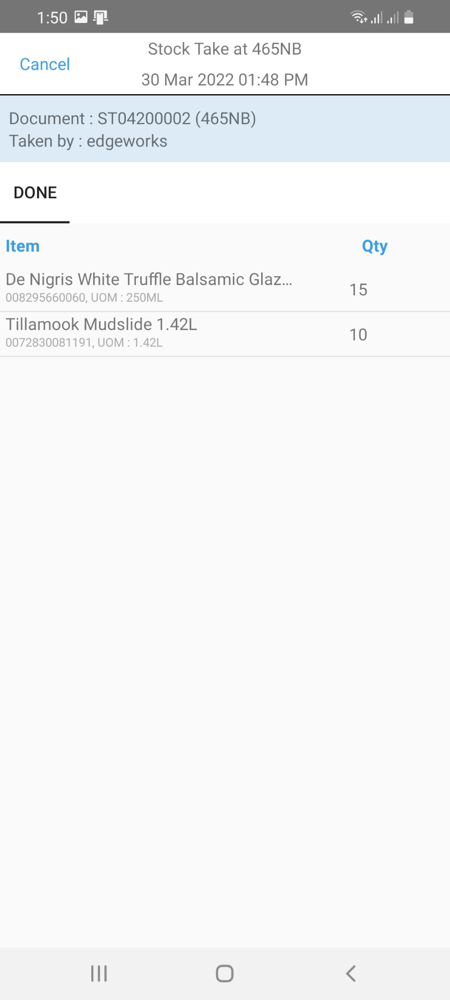 1:50
Cancel
Stock Take at 465NB
30 Mar 2022 01:48 PM
Document : ST04200002 (465NB)
Taken by : edgeworks
DONE
Item Qty
De Nigris White Truffle Balsamic Glaz... 15
008295660060, UOM : 250ML
Tillamook Mudslide 1.42L 10
0072830081191, UOM : 1.42L